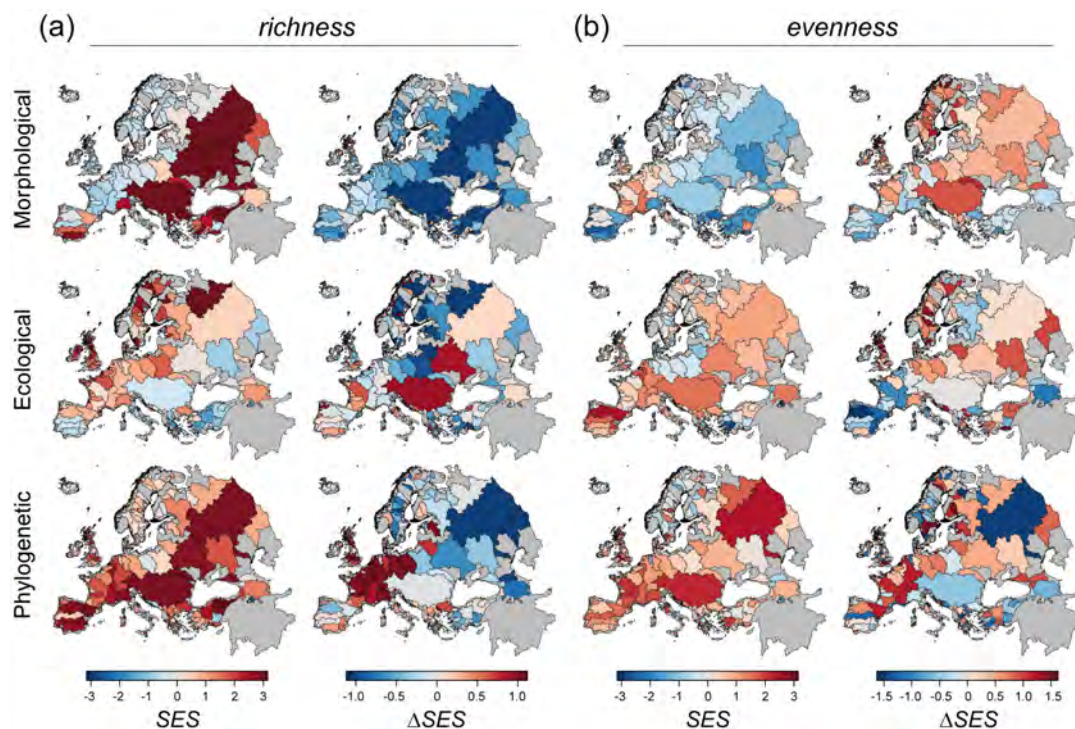 (a) richness (b) evenness
Morphological
Ecological
Phylogenetic
-3 -2 -1 0 1 2 3 -1.0 -0.5 0 0.5 1.0 -3 -2 -1 0 1 2 3 -1.5 -1.0 -0.5 0 0.5 1.0 1.5
SES ΔSES SES ΔSES